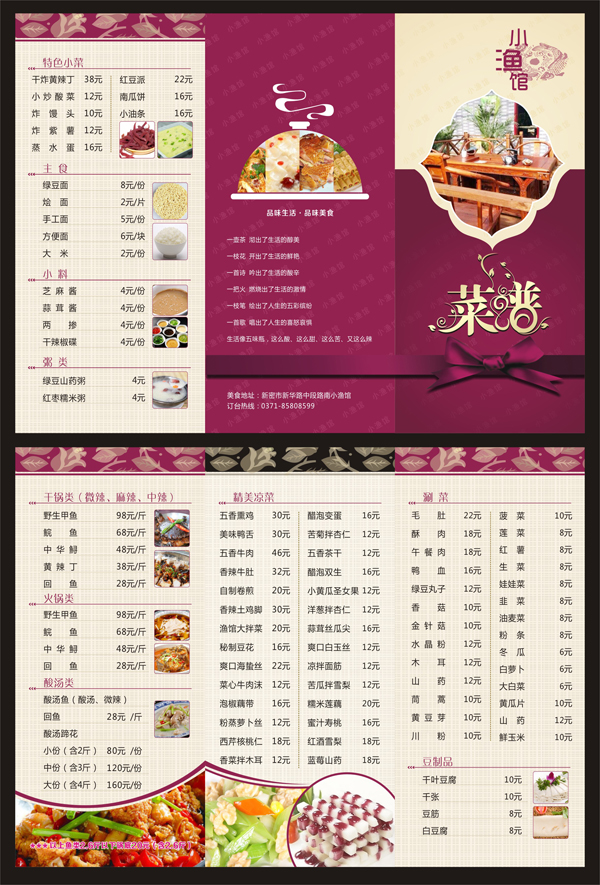 特色小菜
干炸黄辣丁 38元 红豆派 22元
小炒酸菜 12元 南瓜饼 16元
炸馒头 10元 小油条 16元
炸紫薯 12元
蒸水蛋 16元
主食
绿豆面 8元/份
烩面 2元/片
手工面 5元/份
方便面 6元/块
大米 2元/份
小料
芝麻酱 4元/份
蒜茸酱 4元/份
两掺 4元/份
干辣椒碟 4元/份
粥类
绿豆山药粥 4元
红枣糯米粥 4元
品味生活·品味美食
一壶茶 沏出了生活的醇美
一枝花 开出了生活的鲜艳
一首诗 吟出了生活的酸辛
一把火 燃烧出了生活的激情
一枝笔 绘出了人生的五彩缤纷
一首歌 唱出了人生的喜怒哀惧
生活像五味瓶，这么酸、这么甜、这么苦、又这么辣
美食地址：新密市新华路中段路南小渔馆
订台热线：0371-85808599
小渔馆
菜谱
干锅类（微辣、麻辣、中辣）
野生甲鱼 98元/斤
鮰鱼 68元/斤
中华鲟 48元/斤
黄辣丁 38元/斤
回鱼 28元/斤
火锅类
野生甲鱼 98元/斤
鮰鱼 68元/斤
中华鲟 48元/斤
回鱼 28元/斤
酸汤类
酸汤鱼（酸汤、微辣）
回鱼 28元 /斤
酸汤蹄花
小份（含2斤） 80元 /份
中份（含3斤） 120元/份
大份（含4斤） 160元/份
精美凉菜
五香熏鸡 30元 醋泡变蛋 16元
美味鸭舌 30元 苦菊拌杏仁 12元
五香牛肉 46元 五香茶干 12元
香辣牛肚 32元 醋泡双生 16元
自制卷煎 20元 小黄瓜圣女果 12元
香辣土鸡脚 30元 洋葱拌杏仁 12元
渔馆大拌菜 20元 蒜茸丝瓜尖 16元
秘制豆花 16元 爽口白玉丝 12元
爽口海蛰丝 22元 凉拌面筋 12元
菜心牛肉沫 12元 苦瓜拌雪梨 12元
泡椒藕带 16元 糯米莲藕 20元
粉蒸萝卜丝 12元 蜜汁寿桃 16元
西芹核桃仁 18元 红酒雪梨 18元
香菜拌木耳 12元 蓝莓山药 18元
涮菜
毛肚 22元 菠菜 10元
酥肉 18元 莲菜 8元
午餐肉 18元 红薯 8元
鸭血 16元 生菜 8元
绿豆丸子 12元 娃娃菜 8元
香菇 10元 韭菜 8元
金针菇 10元 油麦菜 8元
水晶粉 12元 粉条 8元
木耳 12元 冬瓜 6元
山药 12元 白萝卜 6元
茼蒿 10元 大白菜 6元
黄豆芽 10元 黄瓜片 10元
川粉 10元 山药 12元
鲜玉米 10元
豆制品
千叶豆腐 10元
千张 10元
豆筋 8元
白豆腐 8元